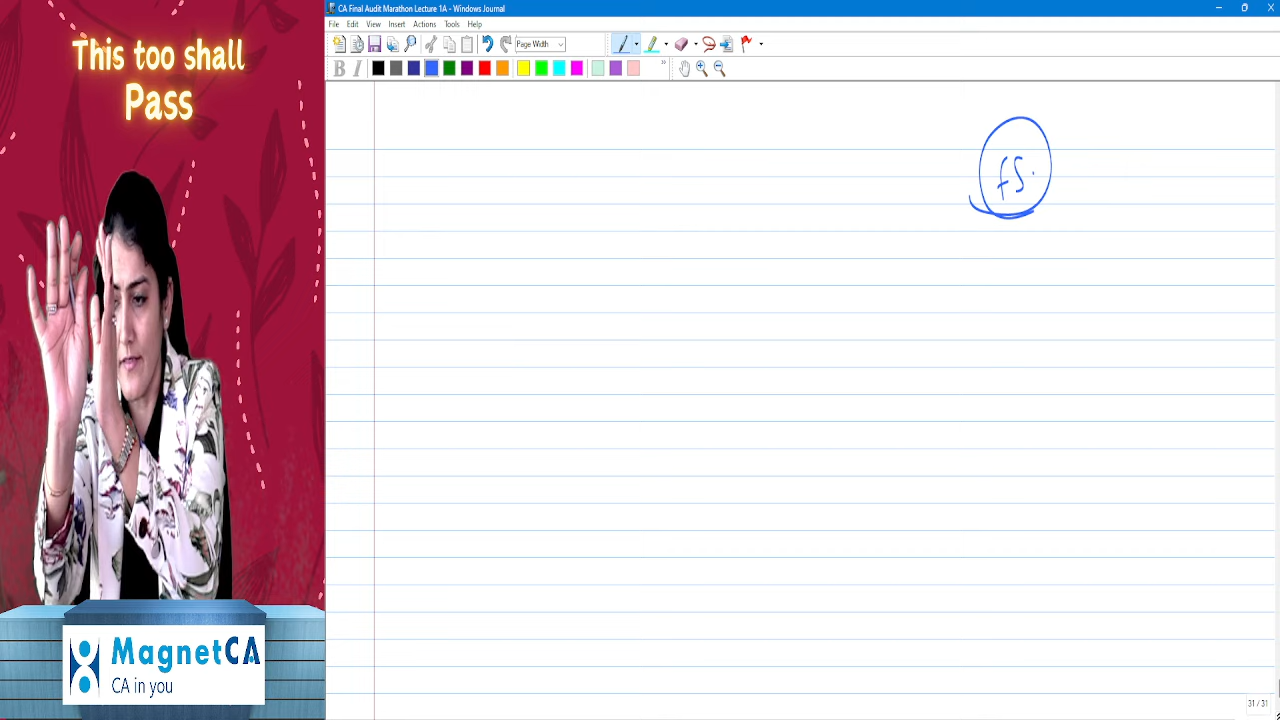 This too shall
Pass
CA Final Audit Marathon Lecture 1A - Windows Journal
File Edit View Insert Actions Tools Help
Page Width
B I
fS.
MagnetCA
CA in you
31 / 31